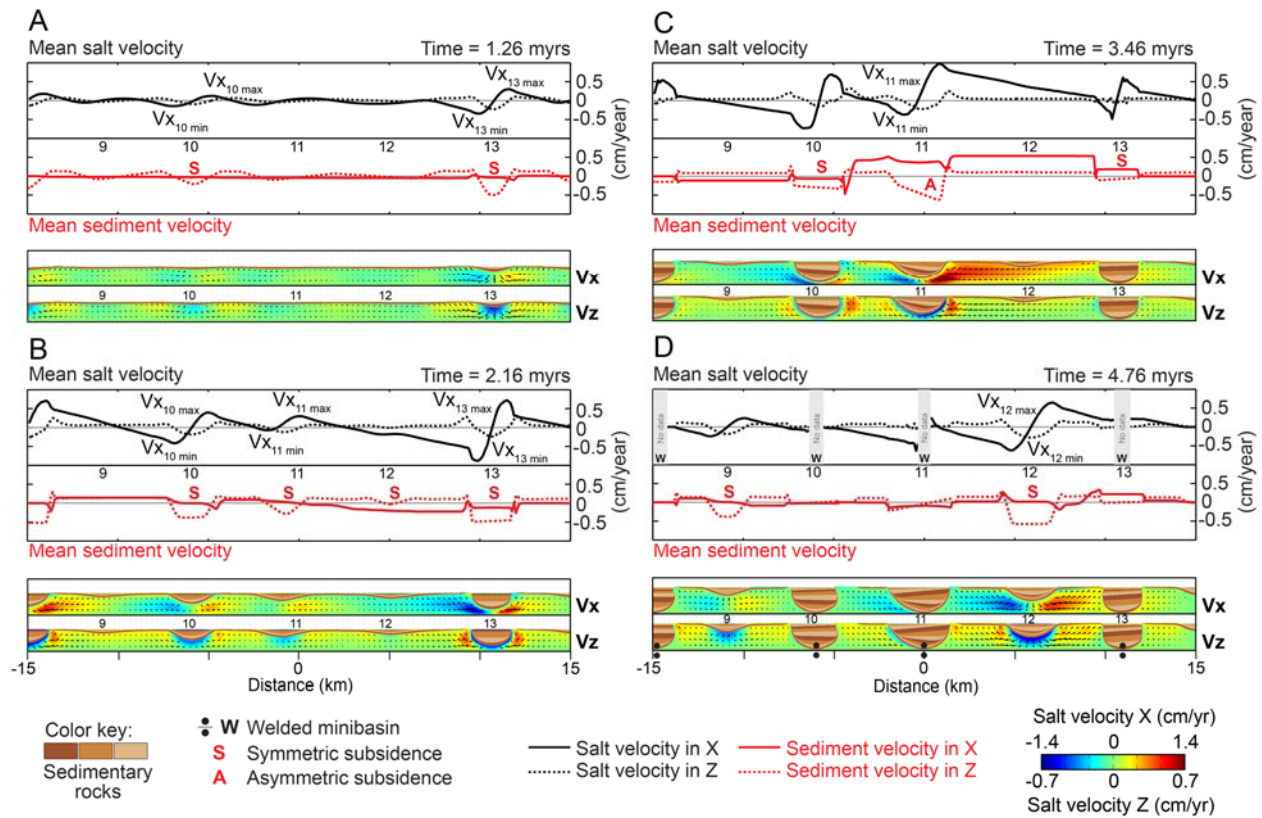 A
Mean salt velocity Time = 1.26 myrs
Vx10 max Vx13 max
Vx10 min Vx13 min
0.5
0
-0.5
(cm/year)
9 10 11 12 13
S S
0.5
0
-0.5
Mean sediment velocity
Vx
9 10 11 12 13
Vz
B
Mean salt velocity Time = 2.16 myrs
Vx10 max Vx11 max Vx13 max
Vx10 min Vx11 min Vx13 min
0.5
0
-0.5
(cm/year)
9 10 11 12 13
S S S S
0.5
0
-0.5
Mean sediment velocity
Vx
9 10 11 12 13
Vz
-15 0 15
Distance (km)
C
Mean salt velocity Time = 3.46 myrs
Vx11 max
Vx11 min
0.5
0
-0.5
(cm/year)
9 10 11 12 13
S A S
0.5
0
-0.5
Mean sediment velocity
Vx
9 10 11 12 13
Vz
D
Mean salt velocity Time = 4.76 myrs
Vx12 max
Vx12 min
No data No data No data No data
W W W W
0.5
0
-0.5
(cm/year)
9 10 11 12 13
S S
0.5
0
-0.5
Mean sediment velocity
Vx
9 10 11 12 13
Vz
-15 0 15
Distance (km)
Color key:
Sedimentary
rocks
W Welded minibasin
S Symmetric subsidence
A Asymmetric subsidence
Salt velocity in X
Salt velocity in Z
Sediment velocity in X
Sediment velocity in Z
Salt velocity X (cm/yr)
-1.4 0 1.4
-0.7 0 0.7
Salt velocity Z (cm/yr)